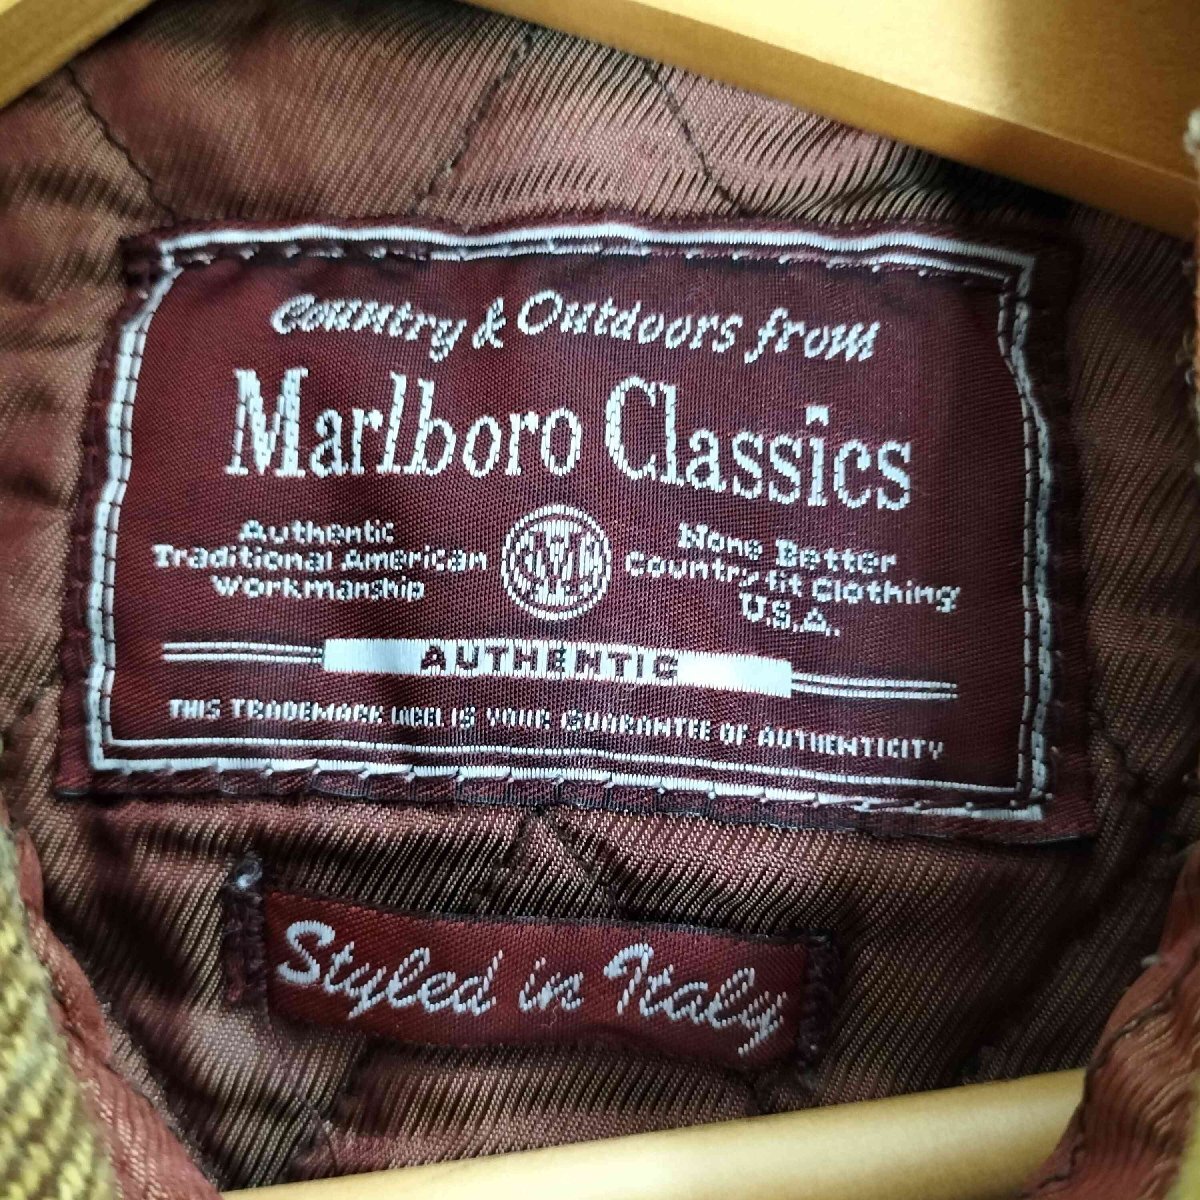 Country & Outdoors from
Marlboro Classics
Authentic
Traditional American
Workmanship
None Better
Country fit Clothing
U.S.A.
AUTHENTIC
THIS TRADEMARK LABEL IS YOUR GUARANTEE OF AUTHENTICITY
Styled in Italy